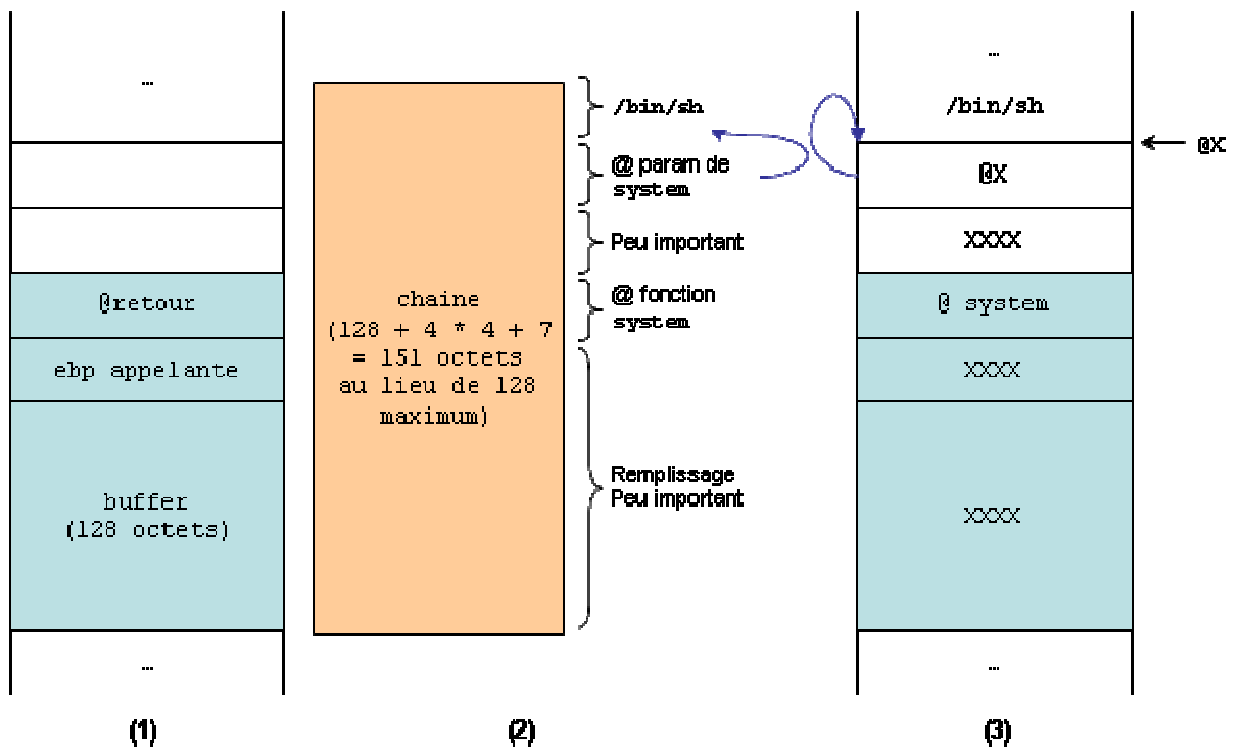 …
@retour
ebp appelante
buffer
(128 octets)
…
(1)
chaine
(128 + 4 * 4 + 7
= 151 octets
au lieu de 128
maximum)
/bin/sh
@ param de
system
Peu important
@ fonction
system
Remplissage
Peu important
(2)
…
/bin/sh
@X
@X
XXXX
@ system
XXXX
XXXX
…
(3)